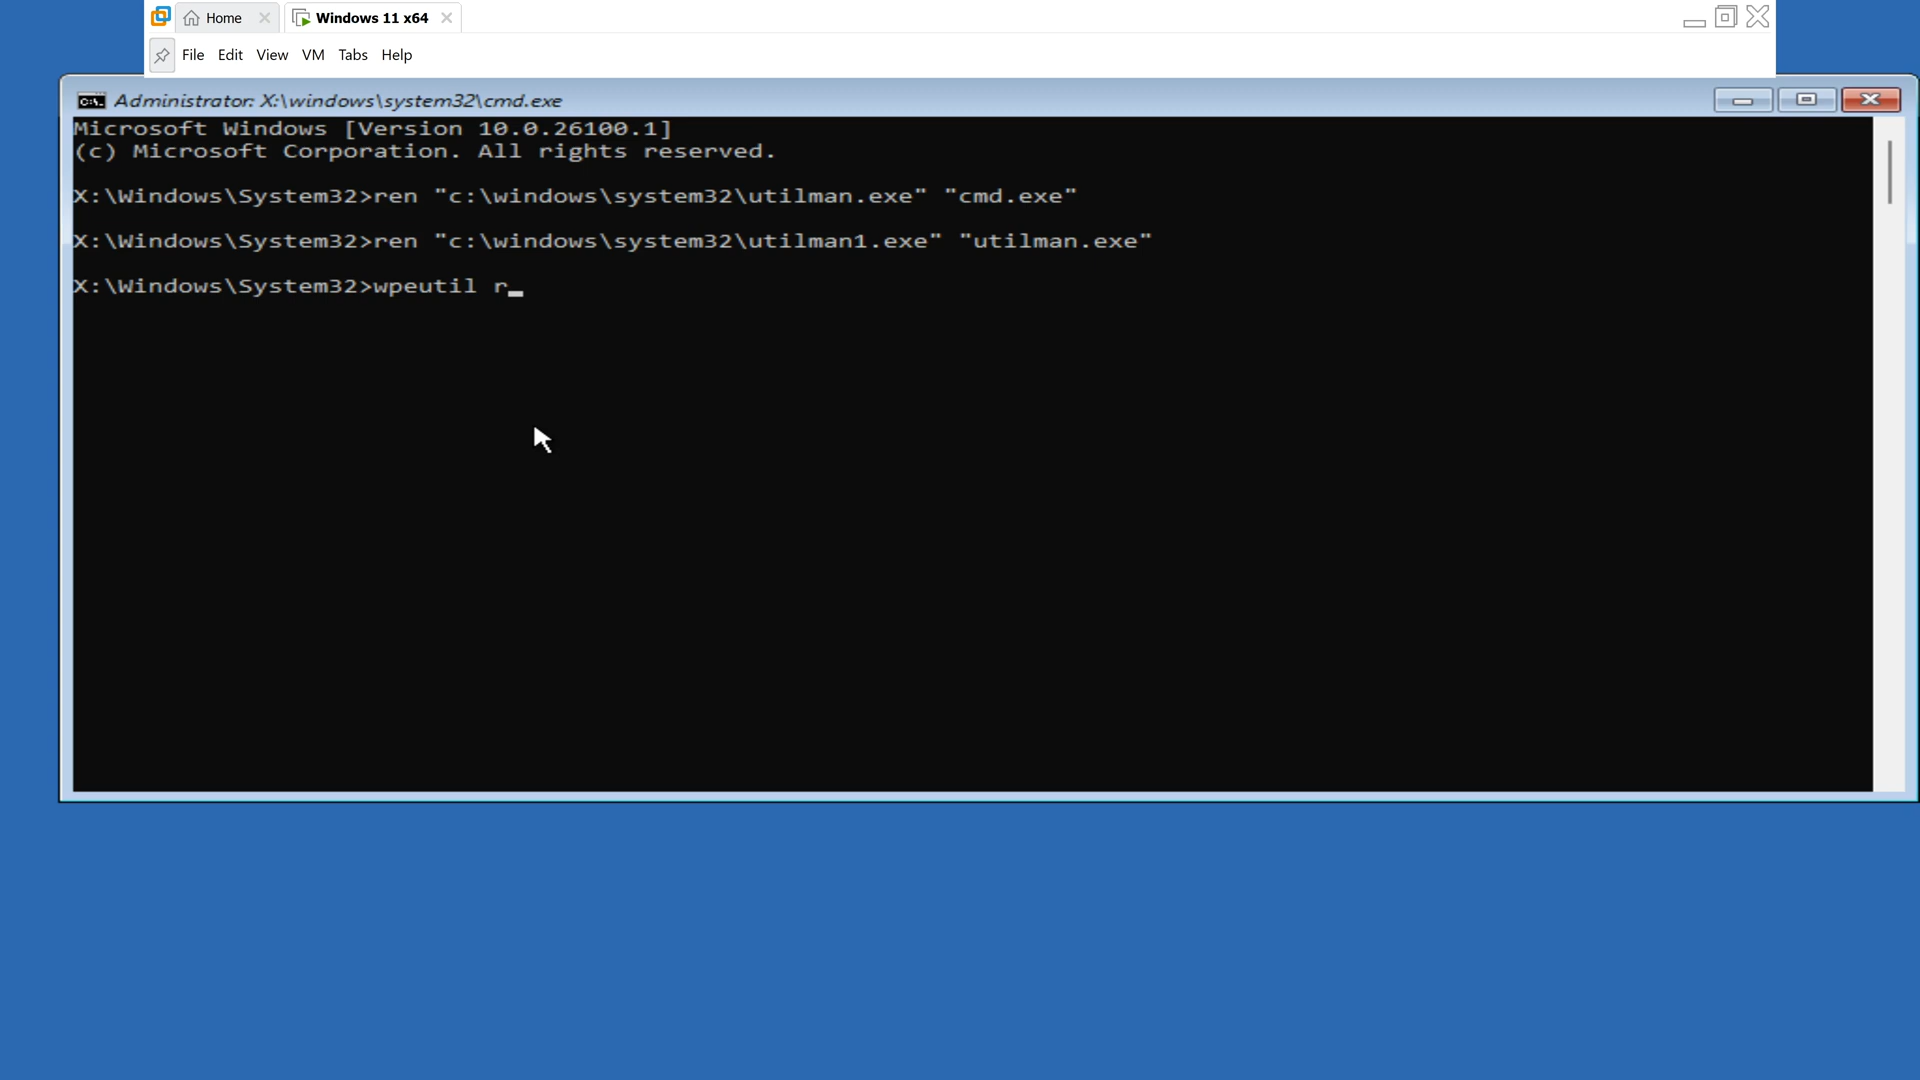 Home
Windows 11 x64
File Edit View VM Tabs Help
C:\. Administrator: X:\windows\system32\cmd.exe
Microsoft Windows [Version 10.0.26100.1]
(c) Microsoft Corporation. All rights reserved.
X:\Windows\System32>ren "c:\windows\system32\utilman.exe" "cmd.exe"
X:\Windows\System32>ren "c:\windows\system32\utilman1.exe" "utilman.exe"
X:\Windows\System32>wpeutil r_